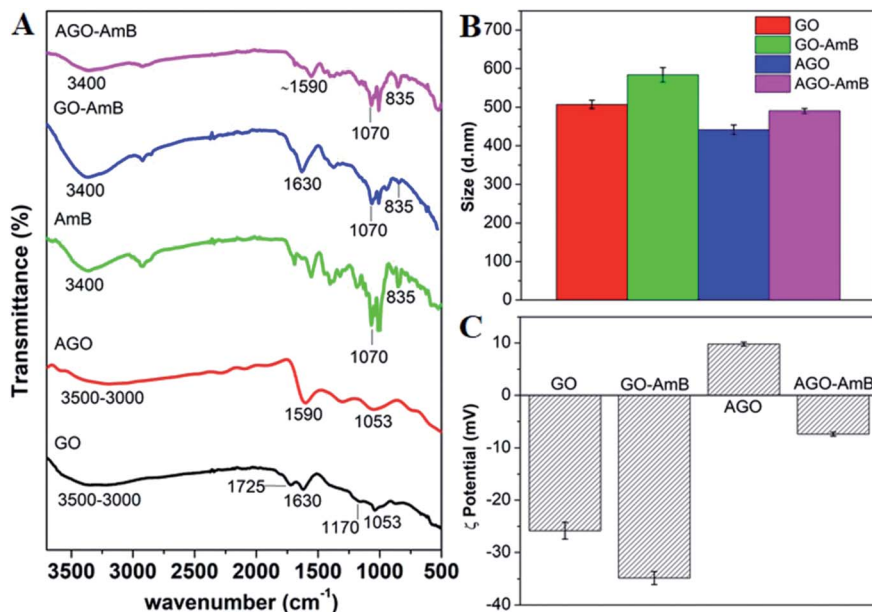 A
AGO-AmB
3400
~1590
1070
835
GO-AmB
3400
1630
1070
835
AmB
3400
1070
835
AGO
3500-3000
1590
1053
GO
3500-3000
1725
1630
1170
1053
Transmittance (%)
3500 3000 2500 2000 1500 1000 500
wavenumber (cm-1)
B
GO
GO-AmB
AGO
AGO-AmB
Size (d.nm)
700
600
500
400
300
200
100
0
C
ζ Potential (mV)
10
0
-10
-20
-30
-40
GO
GO-AmB
AGO
AGO-AmB